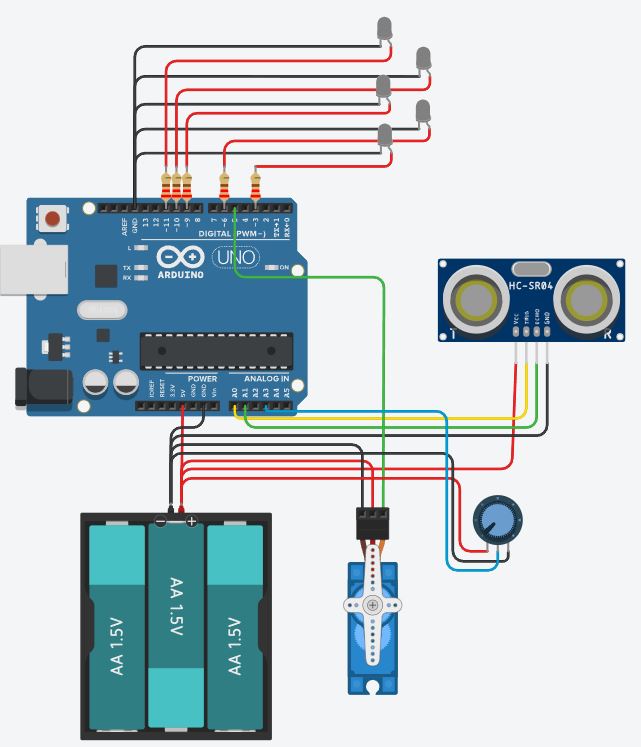 AREF
GND
13
12
~11
~10
~9
8
7
~6
5
4
~3
2
TX→1
RX←0
DIGITAL (PWM~)
L
TX
RX
ARDUINO
UNO
ON
POWER
ANALOG IN
IOREF
RESET
3.3V
5V
GND
GND
Vin
A0
A1
A2
A3
A4
A5
HC-SR04
T
VCC
TRIG
ECHO
GND
R
AA 1.5V
AA 1.5V
AA 1.5V